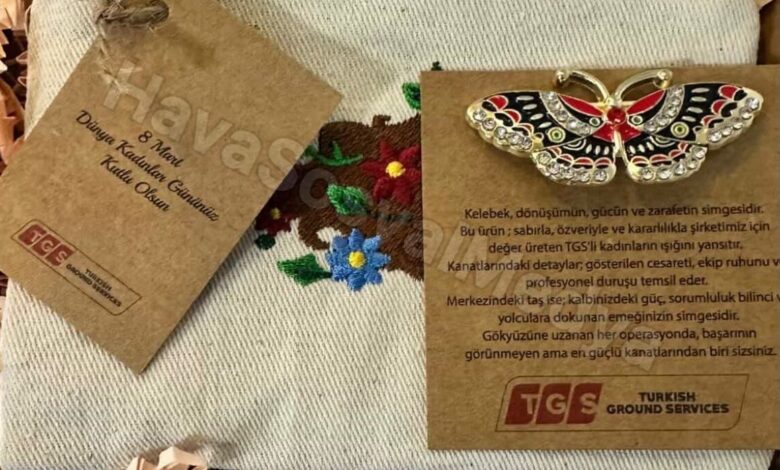 8 Mart
Dünya Kadınlar Gününüz
Kutlu Olsun
TGS
TURKISH
GROUND SERVICES
Kelebek, dönüşümün, gücün ve zarafetin simgesidir.
Bu ürün ; sabırla, özveriyle ve kararlılıkla şirketimiz için
değer üreten TGS'li kadınların ışığını yansıtır.
Kanatlarındaki detaylar; gösterilen cesareti, ekip ruhunu ve
profesyonel duruşu temsil eder.
Merkezindeki taş ise; kalbinizdeki güç, sorumluluk bilinci v
yolculara dokunan emeğinizin simgesidir.
Gökyüzüne uzanan her operasyonda, başarının
görünmeyen ama en güçlü kanatlarından biri sizsiniz.
TGS
TURKISH
GROUND SERVICES
HavaSosyalMedya